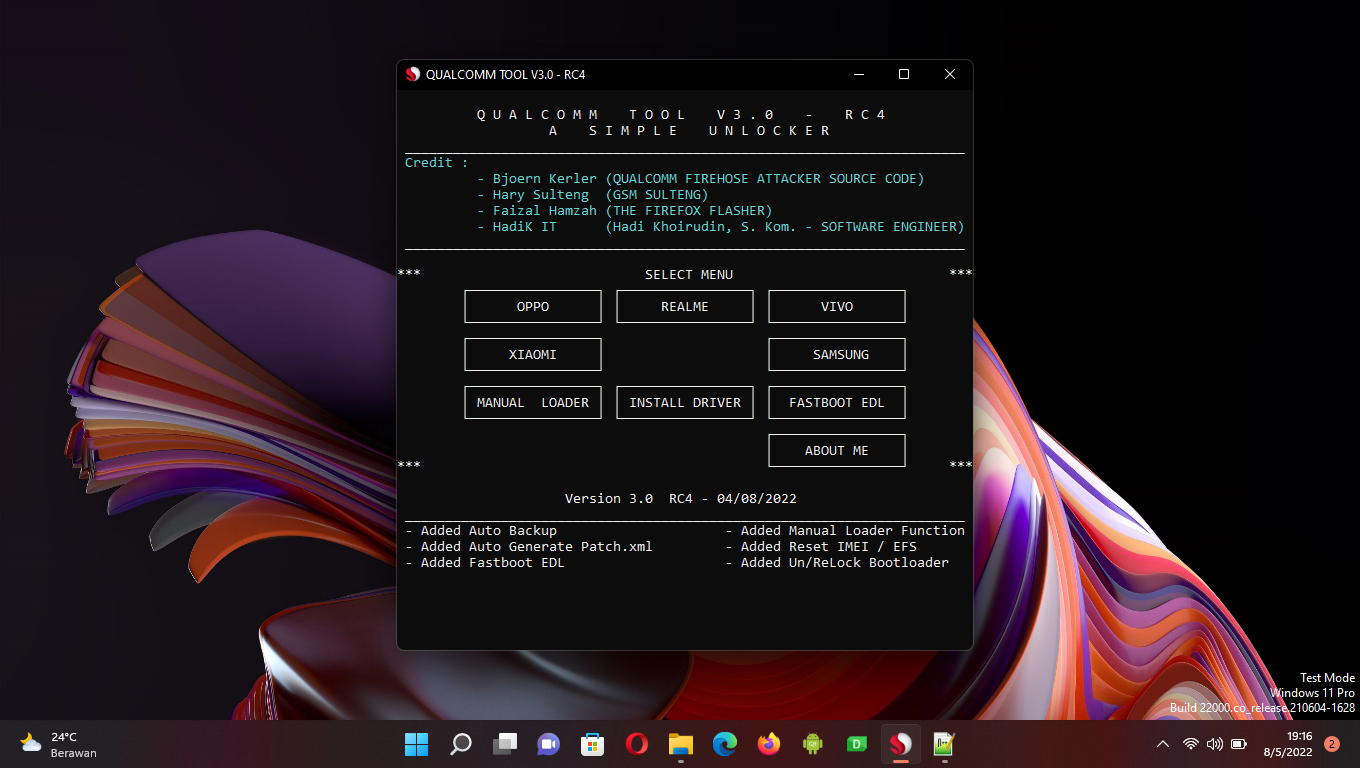 QUALCOMM TOOL V3.0 - RC4
QUALCOMM TOOL V3.0 - RC4
A SIMPLE UNLOCKER
Credit :
- Bjoern Kerler (QUALCOMM FIREHOSE ATTACKER SOURCE CODE)
- Hary Sulteng (GSM SULTENG)
- Faizal Hamzah (THE FIREFOX FLASHER)
- HadiK IT (Hadi Khoirudin, S. Kom. - SOFTWARE ENGINEER)
*** SELECT MENU ***
OPPO REALME VIVO
XIAOMI SAMSUNG
MANUAL LOADER INSTALL DRIVER FASTBOOT EDL
ABOUT ME
*** ***
Version 3.0 RC4 - 04/08/2022
- Added Auto Backup - Added Manual Loader Function
- Added Auto Generate Patch.xml - Added Reset IMEI / EFS
- Added Fastboot EDL - Added Un/ReLock Bootloader
Test Mode
Windows 11 Pro
Build 22000.co_release.210604-1628
24°C
Berawan
D
19:16
8/5/2022
2